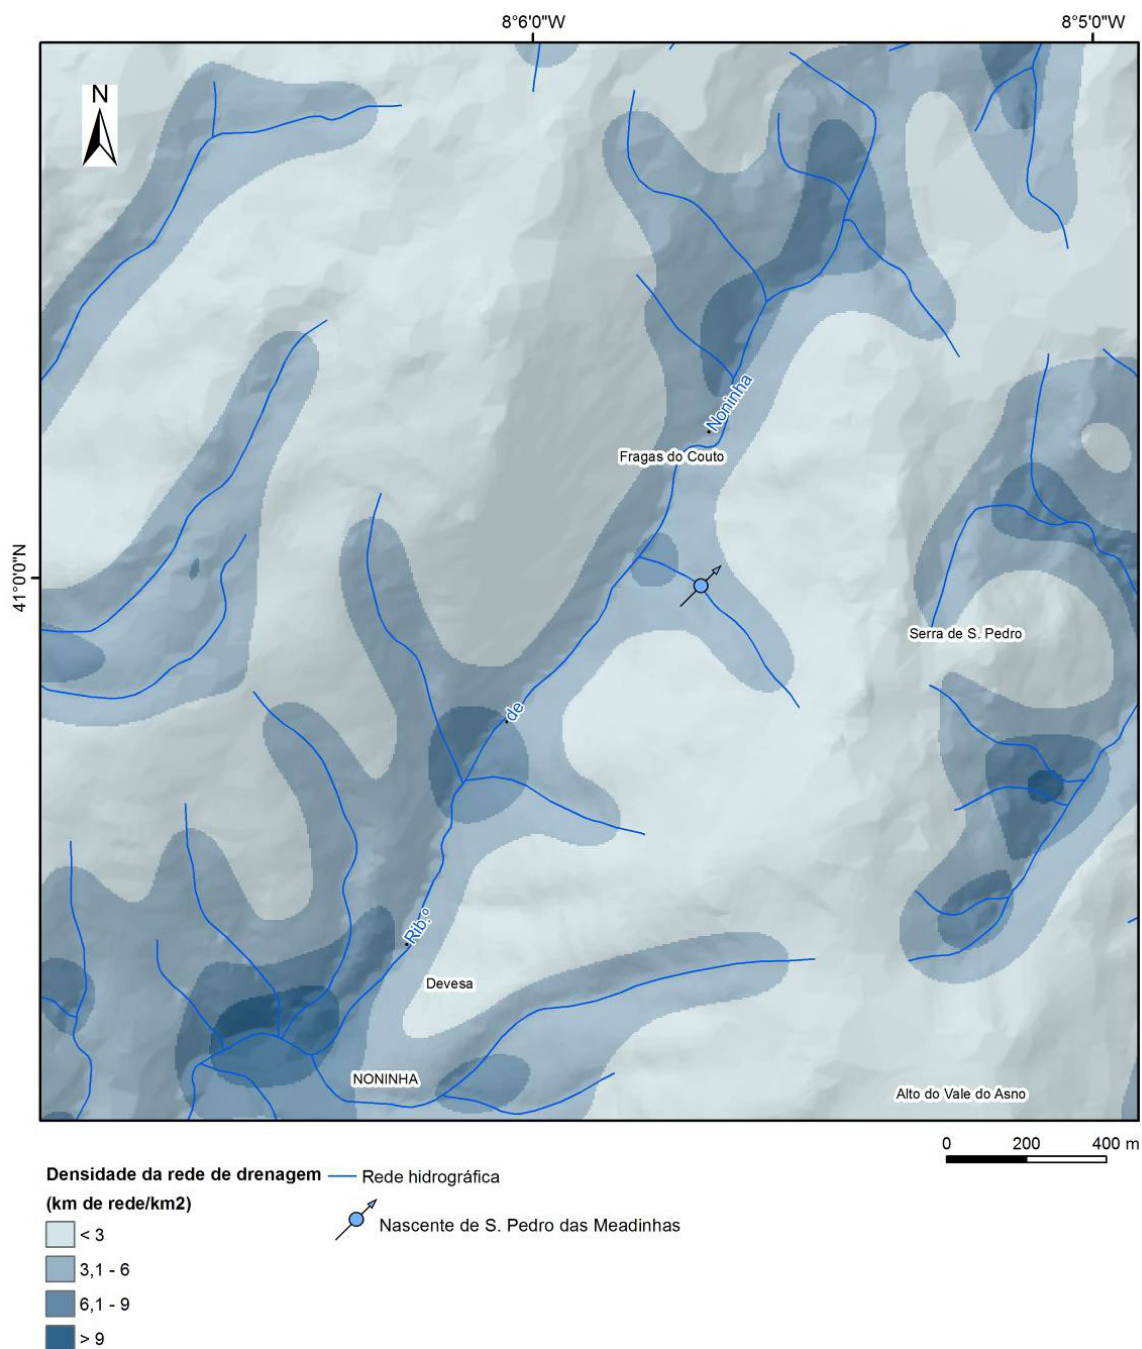 8°6'0"W
8°5'0"W
N
Noninha
Fragas do Couto
41°0'0"N
Serra de S. Pedro
de
Rib.º
Devesa
NONINHA
Alto do Vale do Asno
0 200 400 m
Densidade da rede de drenagem
(km de rede/km2)
< 3
3,1 - 6
6,1 - 9
> 9
Rede hidrográfica
Nascente de S. Pedro das Meadinhas